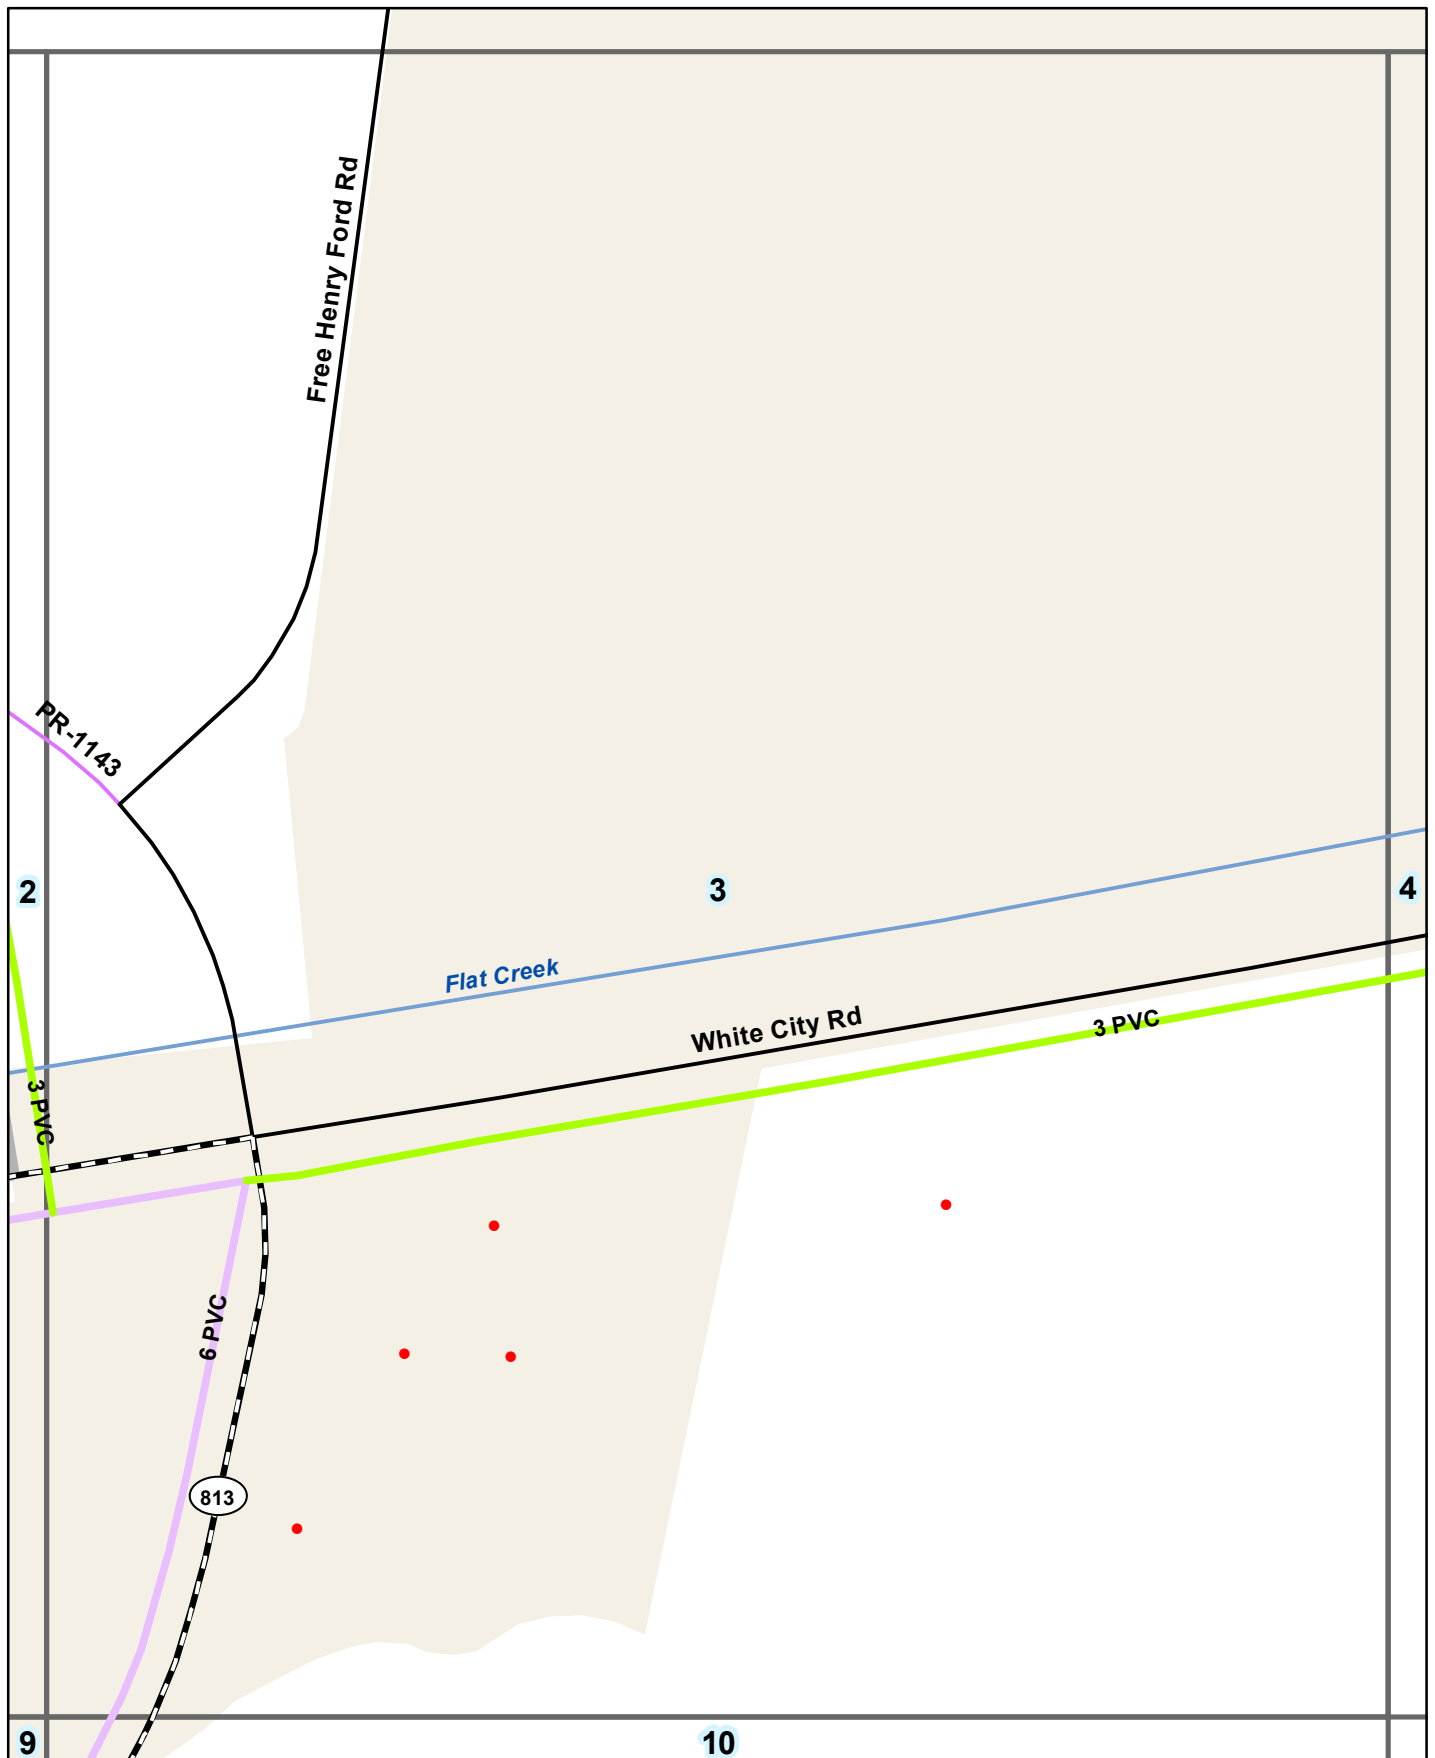 Free Henry Ford Rd
PR-1143
2
3
4
Flat Creek
White City Rd
3 PVC
3 PVC
6 PVC
813
9
10